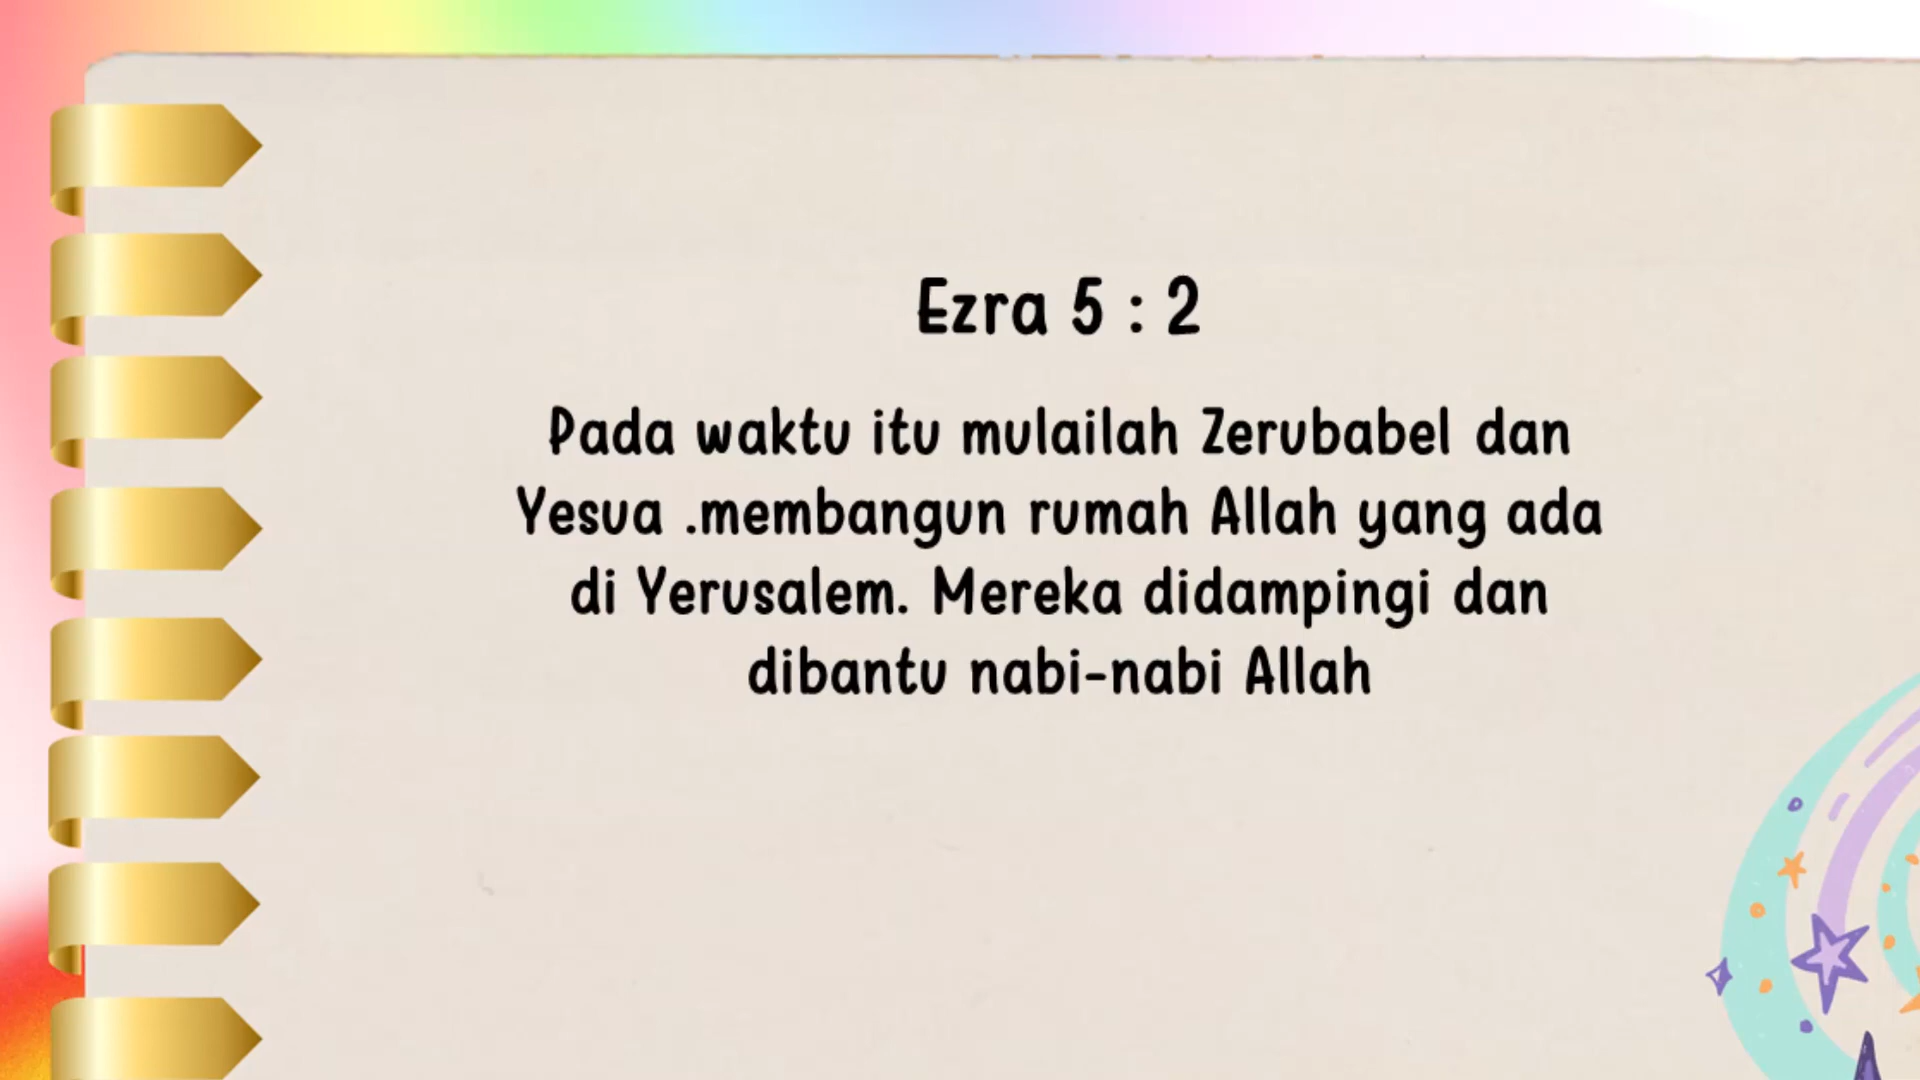 Ezra 5 : 2
Pada waktu itu mulailah Zerubabel dan
Yesua .membangun rumah Allah yang ada
di Yerusalem. Mereka didampingi dan
dibantu nabi-nabi Allah